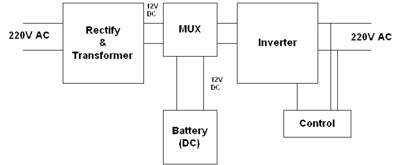 220V AC
Rectify
&
Transformer
12V
DC
MUX
Inverter
220V AC
12V
DC
Battery
(DC)
Control